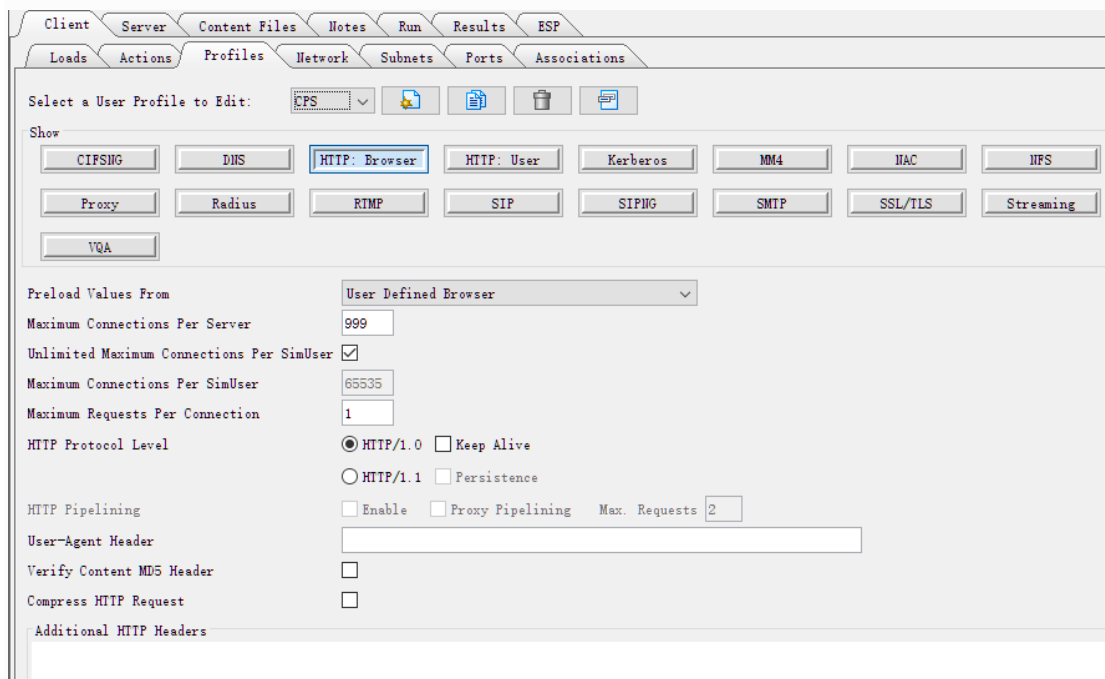 Client Server Content Files Notes Run Results ESP
Loads Actions Profiles Network Subnets Ports Associations
Select a User Profile to Edit: CPS
Show
CIFSNG DNS HTTP: Browser HTTP: User Kerberos MM4 NAC NFS
Proxy Radius RTMP SIP SIPNG SMTP SSL/TLS Streaming
VQA
Preload Values From User Defined Browser
Maximum Connections Per Server 999
Unlimited Maximum Connections Per SimUser
Maximum Connections Per SimUser 65535
Maximum Requests Per Connection 1
HTTP Protocol Level HTTP/1.0 Keep Alive
HTTP/1.1 Persistence
HTTP Pipelining Enable Proxy Pipelining Max. Requests 2
User-Agent Header
Verify Content MD5 Header
Compress HTTP Request
Additional HTTP Headers